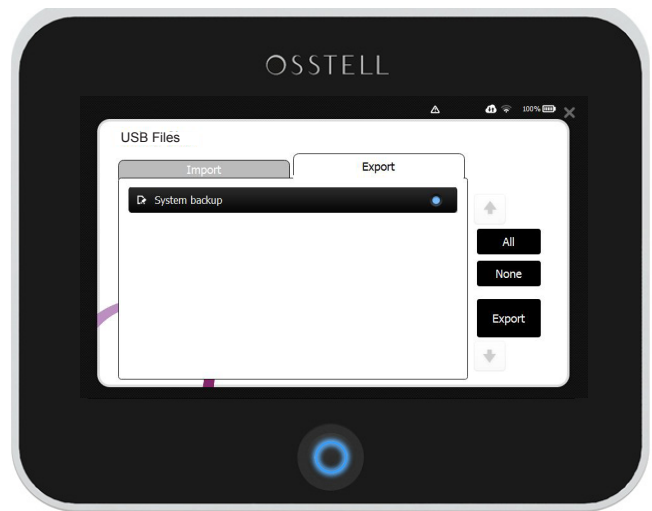 OSSTELL
100%
USB Files
Import
Export
System backup
All
None
Export